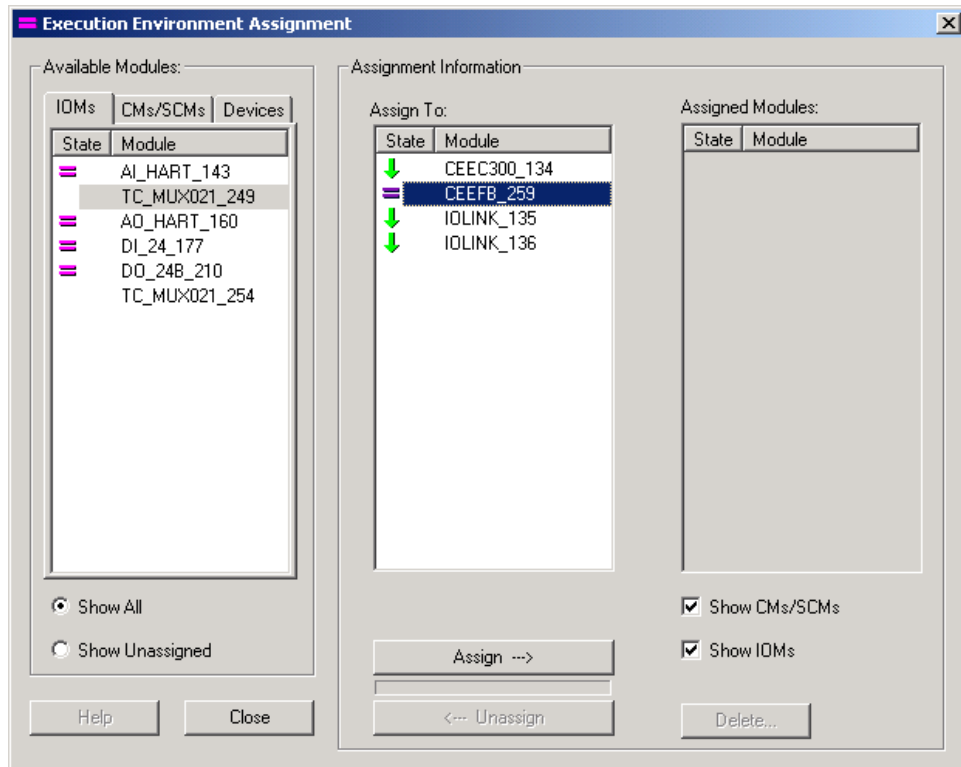 Execution Environment Assignment
Available Modules:
IOMs CMs/SCMs Devices
State Module
AI_HART_143
TC_MUX021_249
AO_HART_160
DI_24_177
DO_24B_210
TC_MUX021_254
Show All
Show Unassigned
Help Close
Assignment Information
Assign To:
State Module
CEEC300_134
CEEFB_259
IOLINK_135
IOLINK_136
Assign --->
<--- Unassign
Assigned Modules:
State Module
Show CMs/SCMs
Show IOMs
Delete...